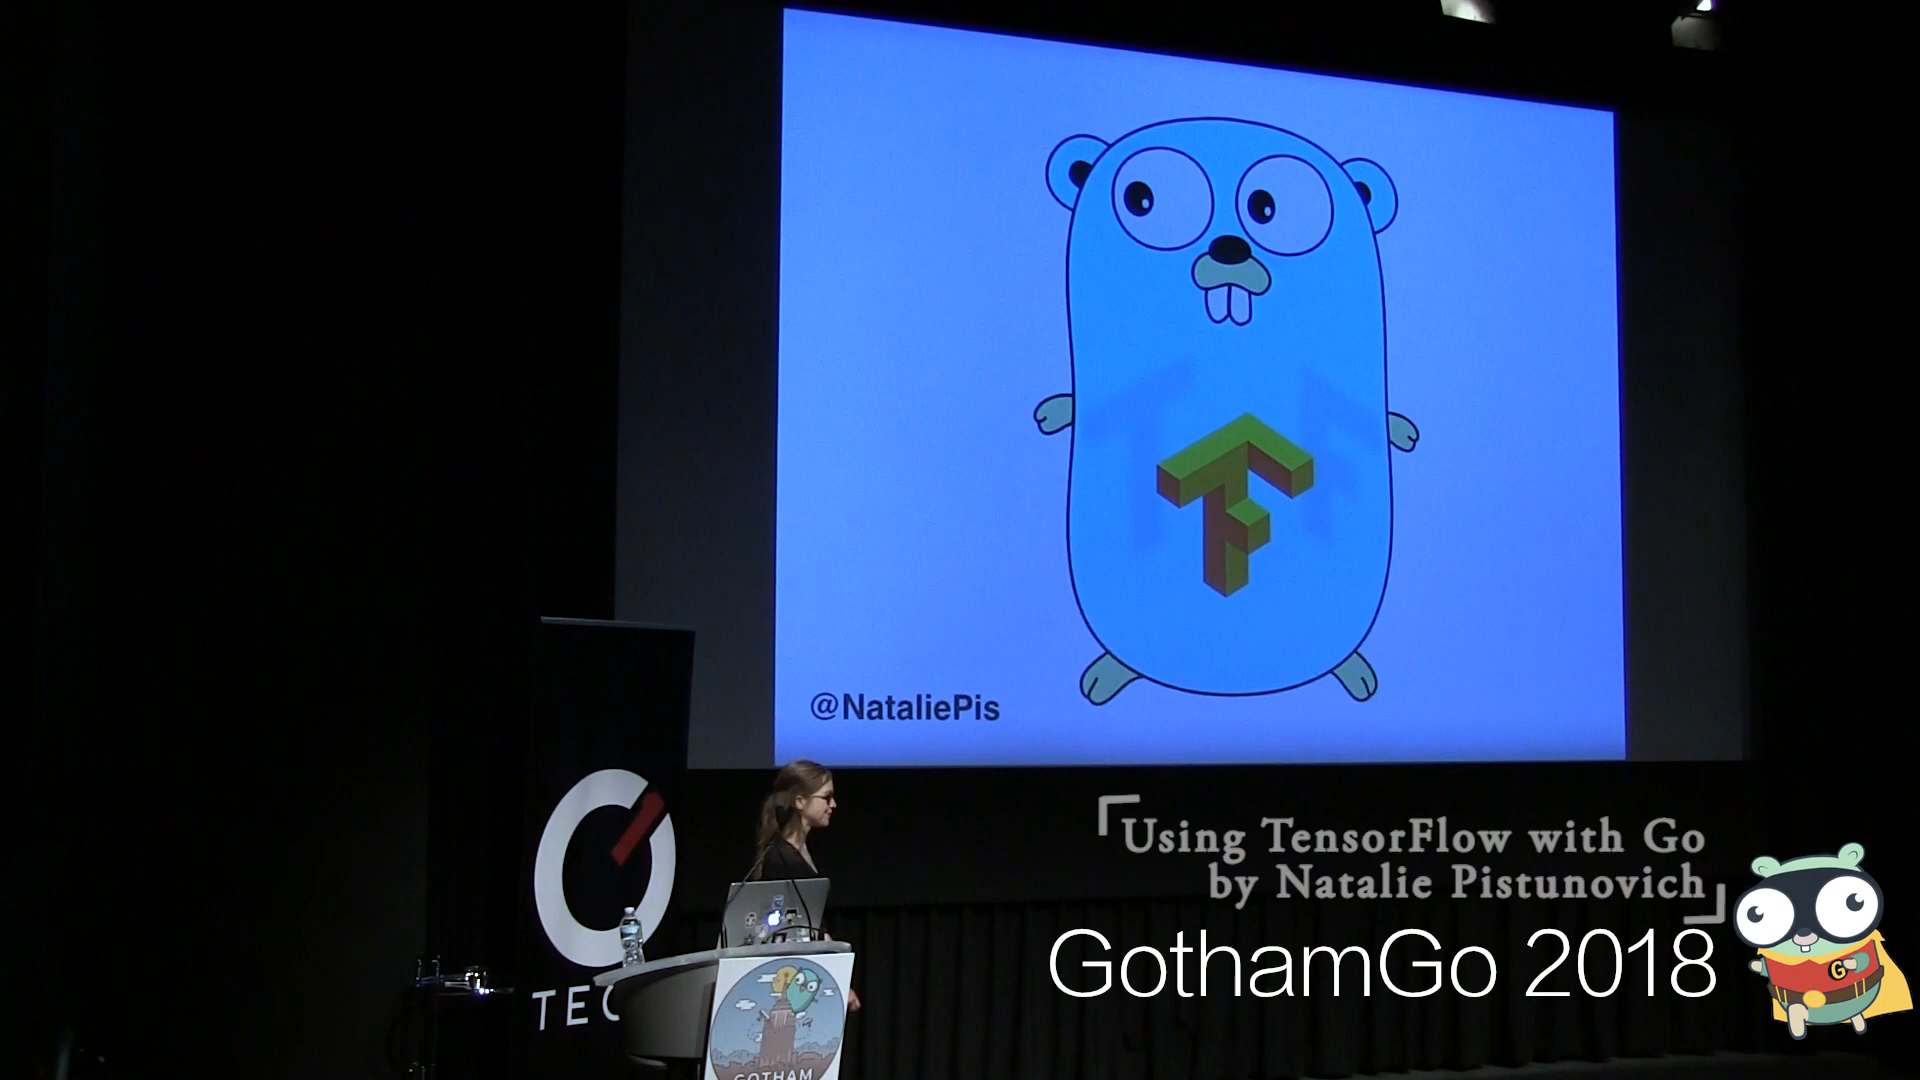 @NataliePis
Using TensorFlow with Go
by Natalie Pistunovich
GothamGo 2018
G
TEC
GOTHAM